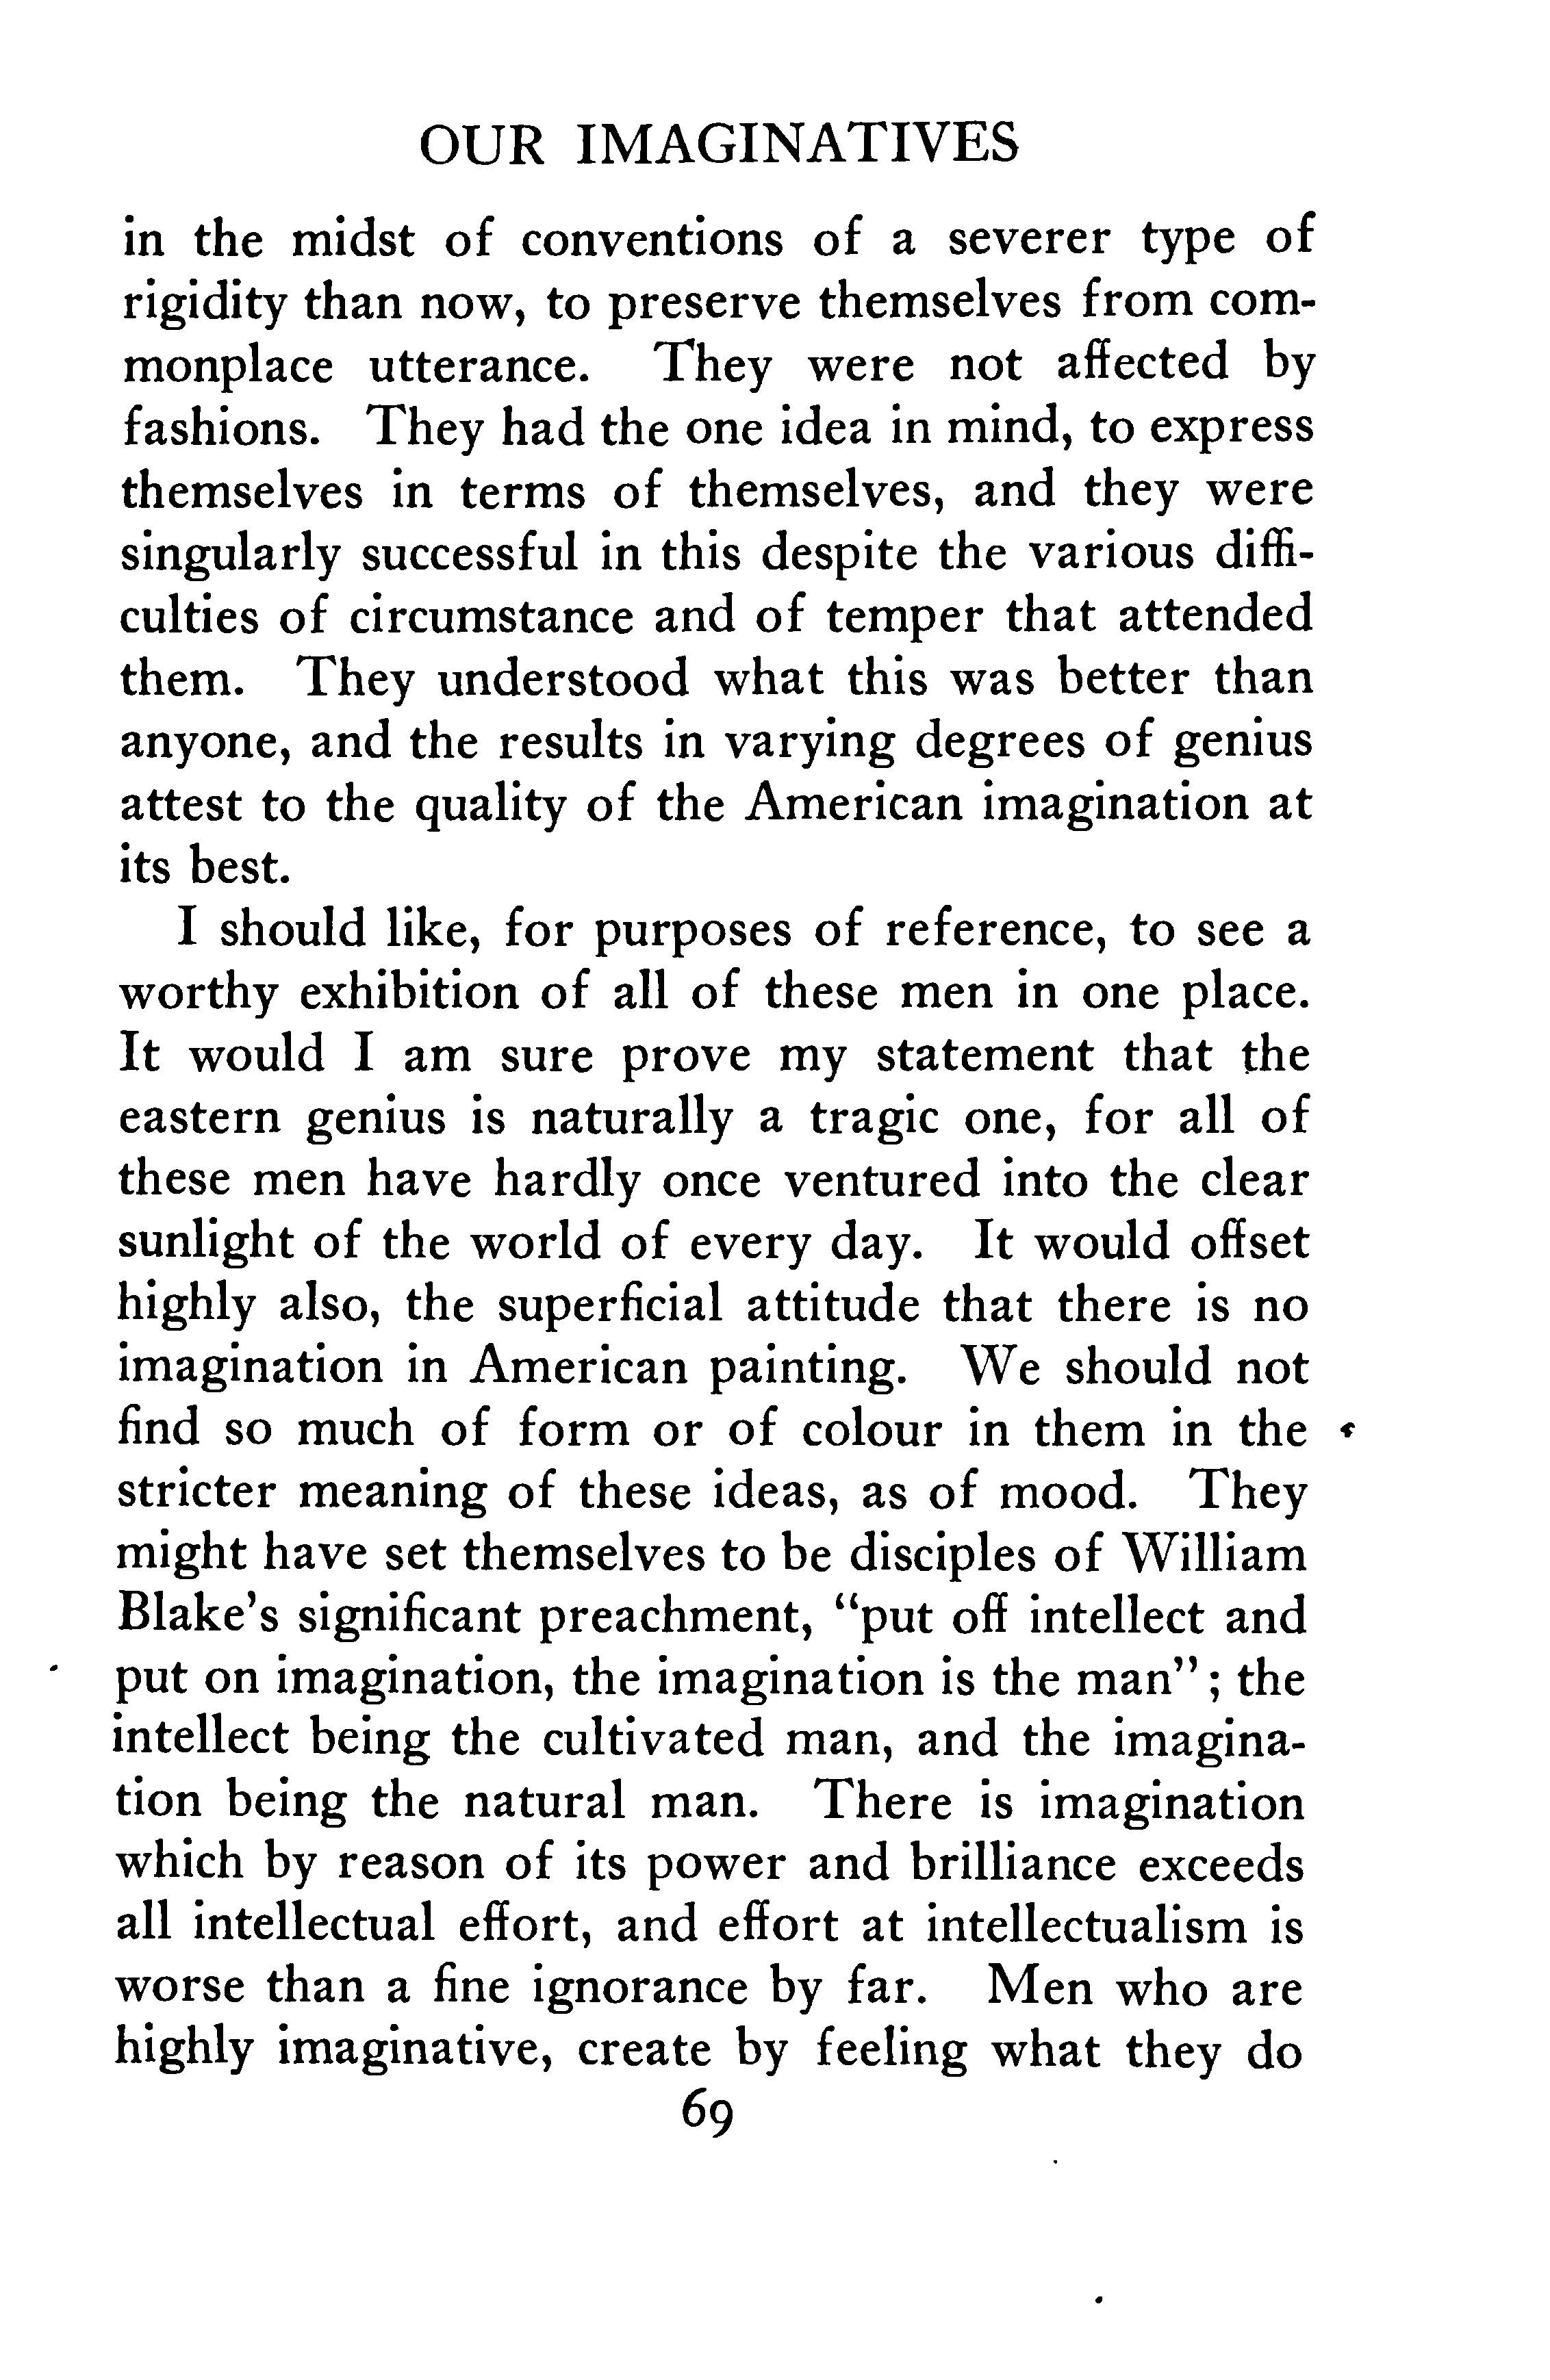 OUR IMAGINATIVES
in the midst of conventions of a severer type of
rigidity than now, to preserve themselves from com-
monplace utterance. They were not affected by
fashions. They had the one idea in mind, to express
themselves in terms of themselves, and they were
singularly successful in this despite the various diffi-
culties of circumstance and of temper that attended
them. They understood what this was better than
anyone, and the results in varying degrees of genius
attest to the quality of the American imagination at
its best.
I should like, for purposes of reference, to see a
worthy exhibition of all of these men in one place.
It would I am sure prove my statement that the
eastern genius is naturally a tragic one, for all of
these men have hardly once ventured into the clear
sunlight of the world of every day. It would offset
highly also, the superficial attitude that there is no
imagination in American painting. We should not
find so much of form or of colour in them in the
stricter meaning of these ideas, as of mood. They
might have set themselves to be disciples of William
Blake's significant preachment, "put off intellect and
put on imagination, the imagination is the man"; the
intellect being the cultivated man, and the imagina-
tion being the natural man. There is imagination
which by reason of its power and brilliance exceeds
all intellectual effort, and effort at intellectualism is
worse than a fine ignorance by far. Men who are
highly imaginative, create by feeling what they do
69